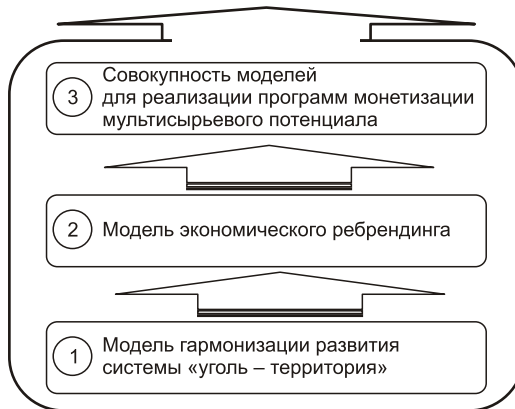 3 Совокупность моделей
для реализации программ монетизации
мультисырьевого потенциала
2 Модель экономического ребрендинга
1 Модель гармонизации развития
системы «уголь – территория»